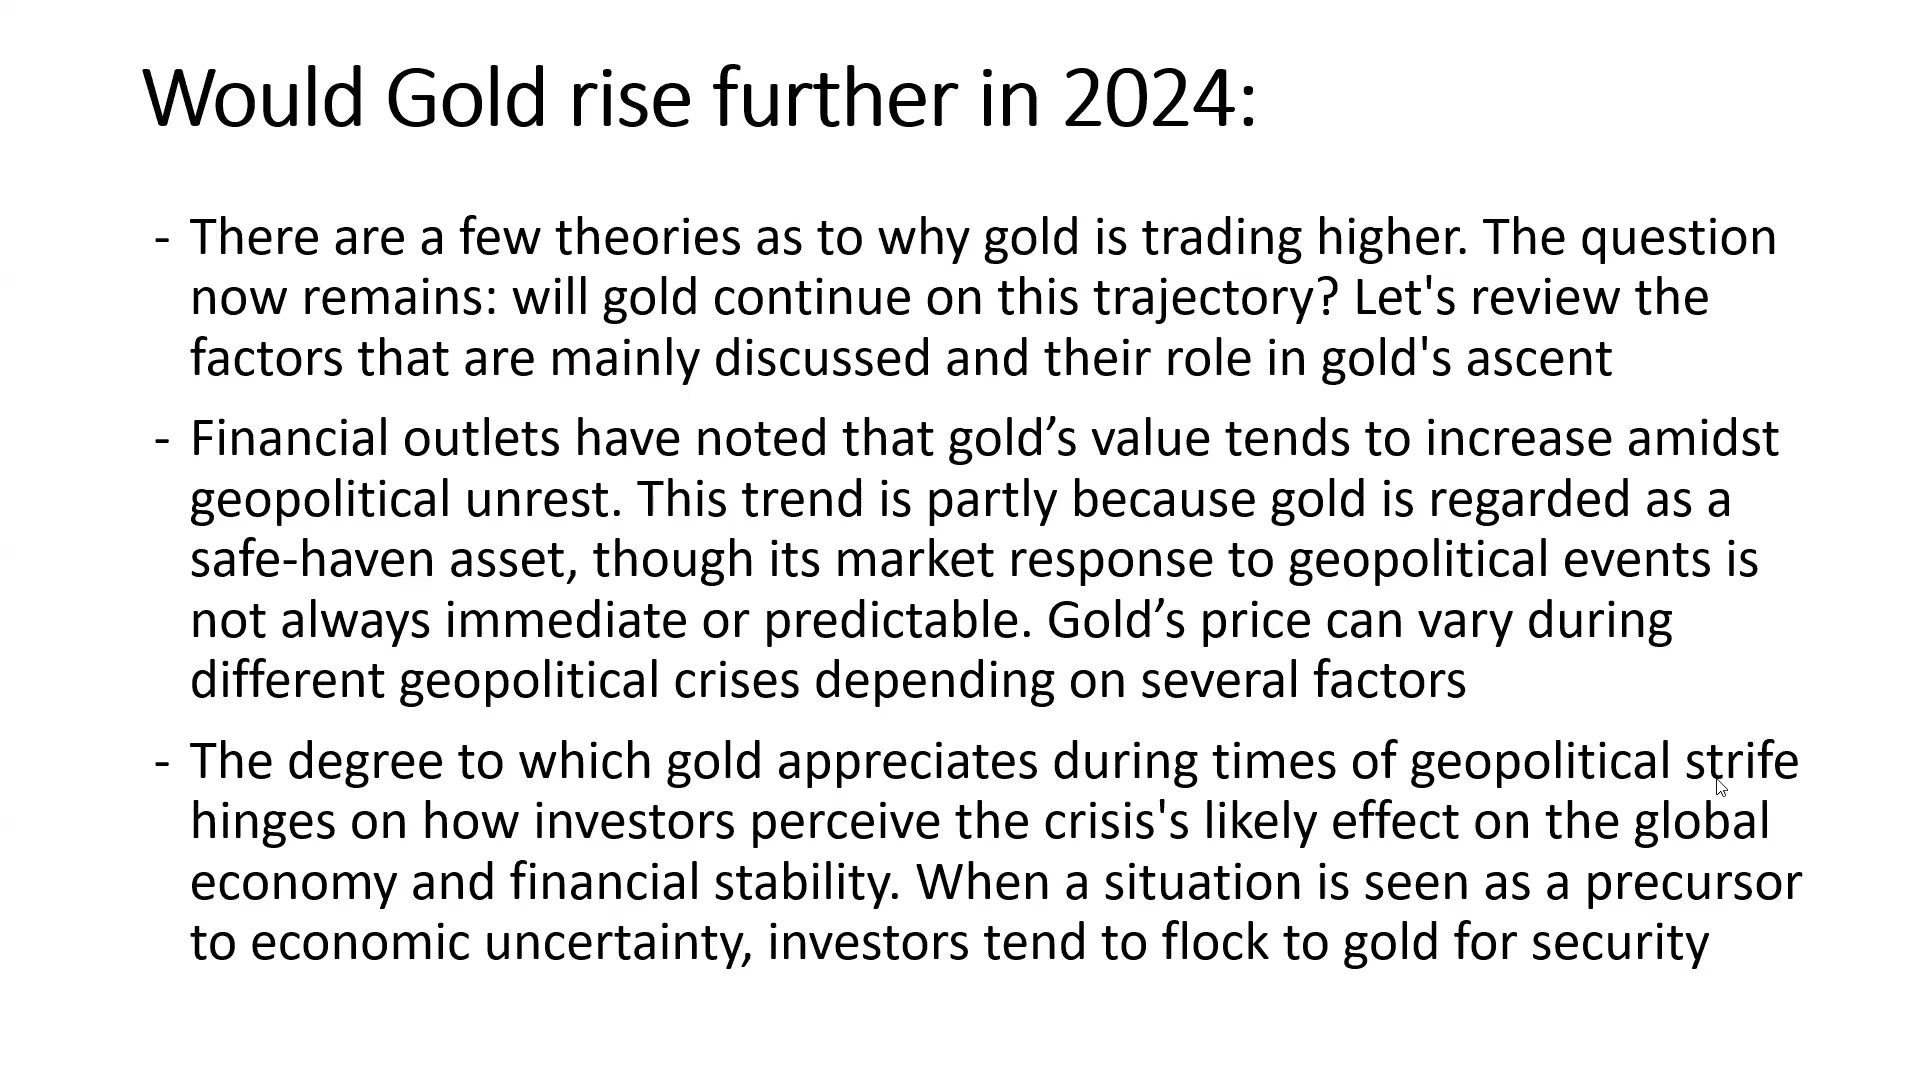 Would Gold rise further in 2024:
- There are a few theories as to why gold is trading higher. The question
now remains: will gold continue on this trajectory? Let's review the
factors that are mainly discussed and their role in gold's ascent
- Financial outlets have noted that gold’s value tends to increase amidst
geopolitical unrest. This trend is partly because gold is regarded as a
safe-haven asset, though its market response to geopolitical events is
not always immediate or predictable. Gold’s price can vary during
different geopolitical crises depending on several factors
- The degree to which gold appreciates during times of geopolitical strife
hinges on how investors perceive the crisis's likely effect on the global
economy and financial stability. When a situation is seen as a precursor
to economic uncertainty, investors tend to flock to gold for security